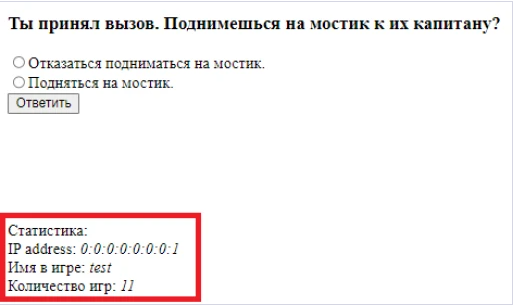 Ты принял вызов. Поднимешься на мостик к их капитану?
Отказаться подниматься на мостик.
Подняться на мостик.
Ответить
Статистика:
IP address: 0:0:0:0:0:0:0:1
Имя в игре: test
Количество игр: 11